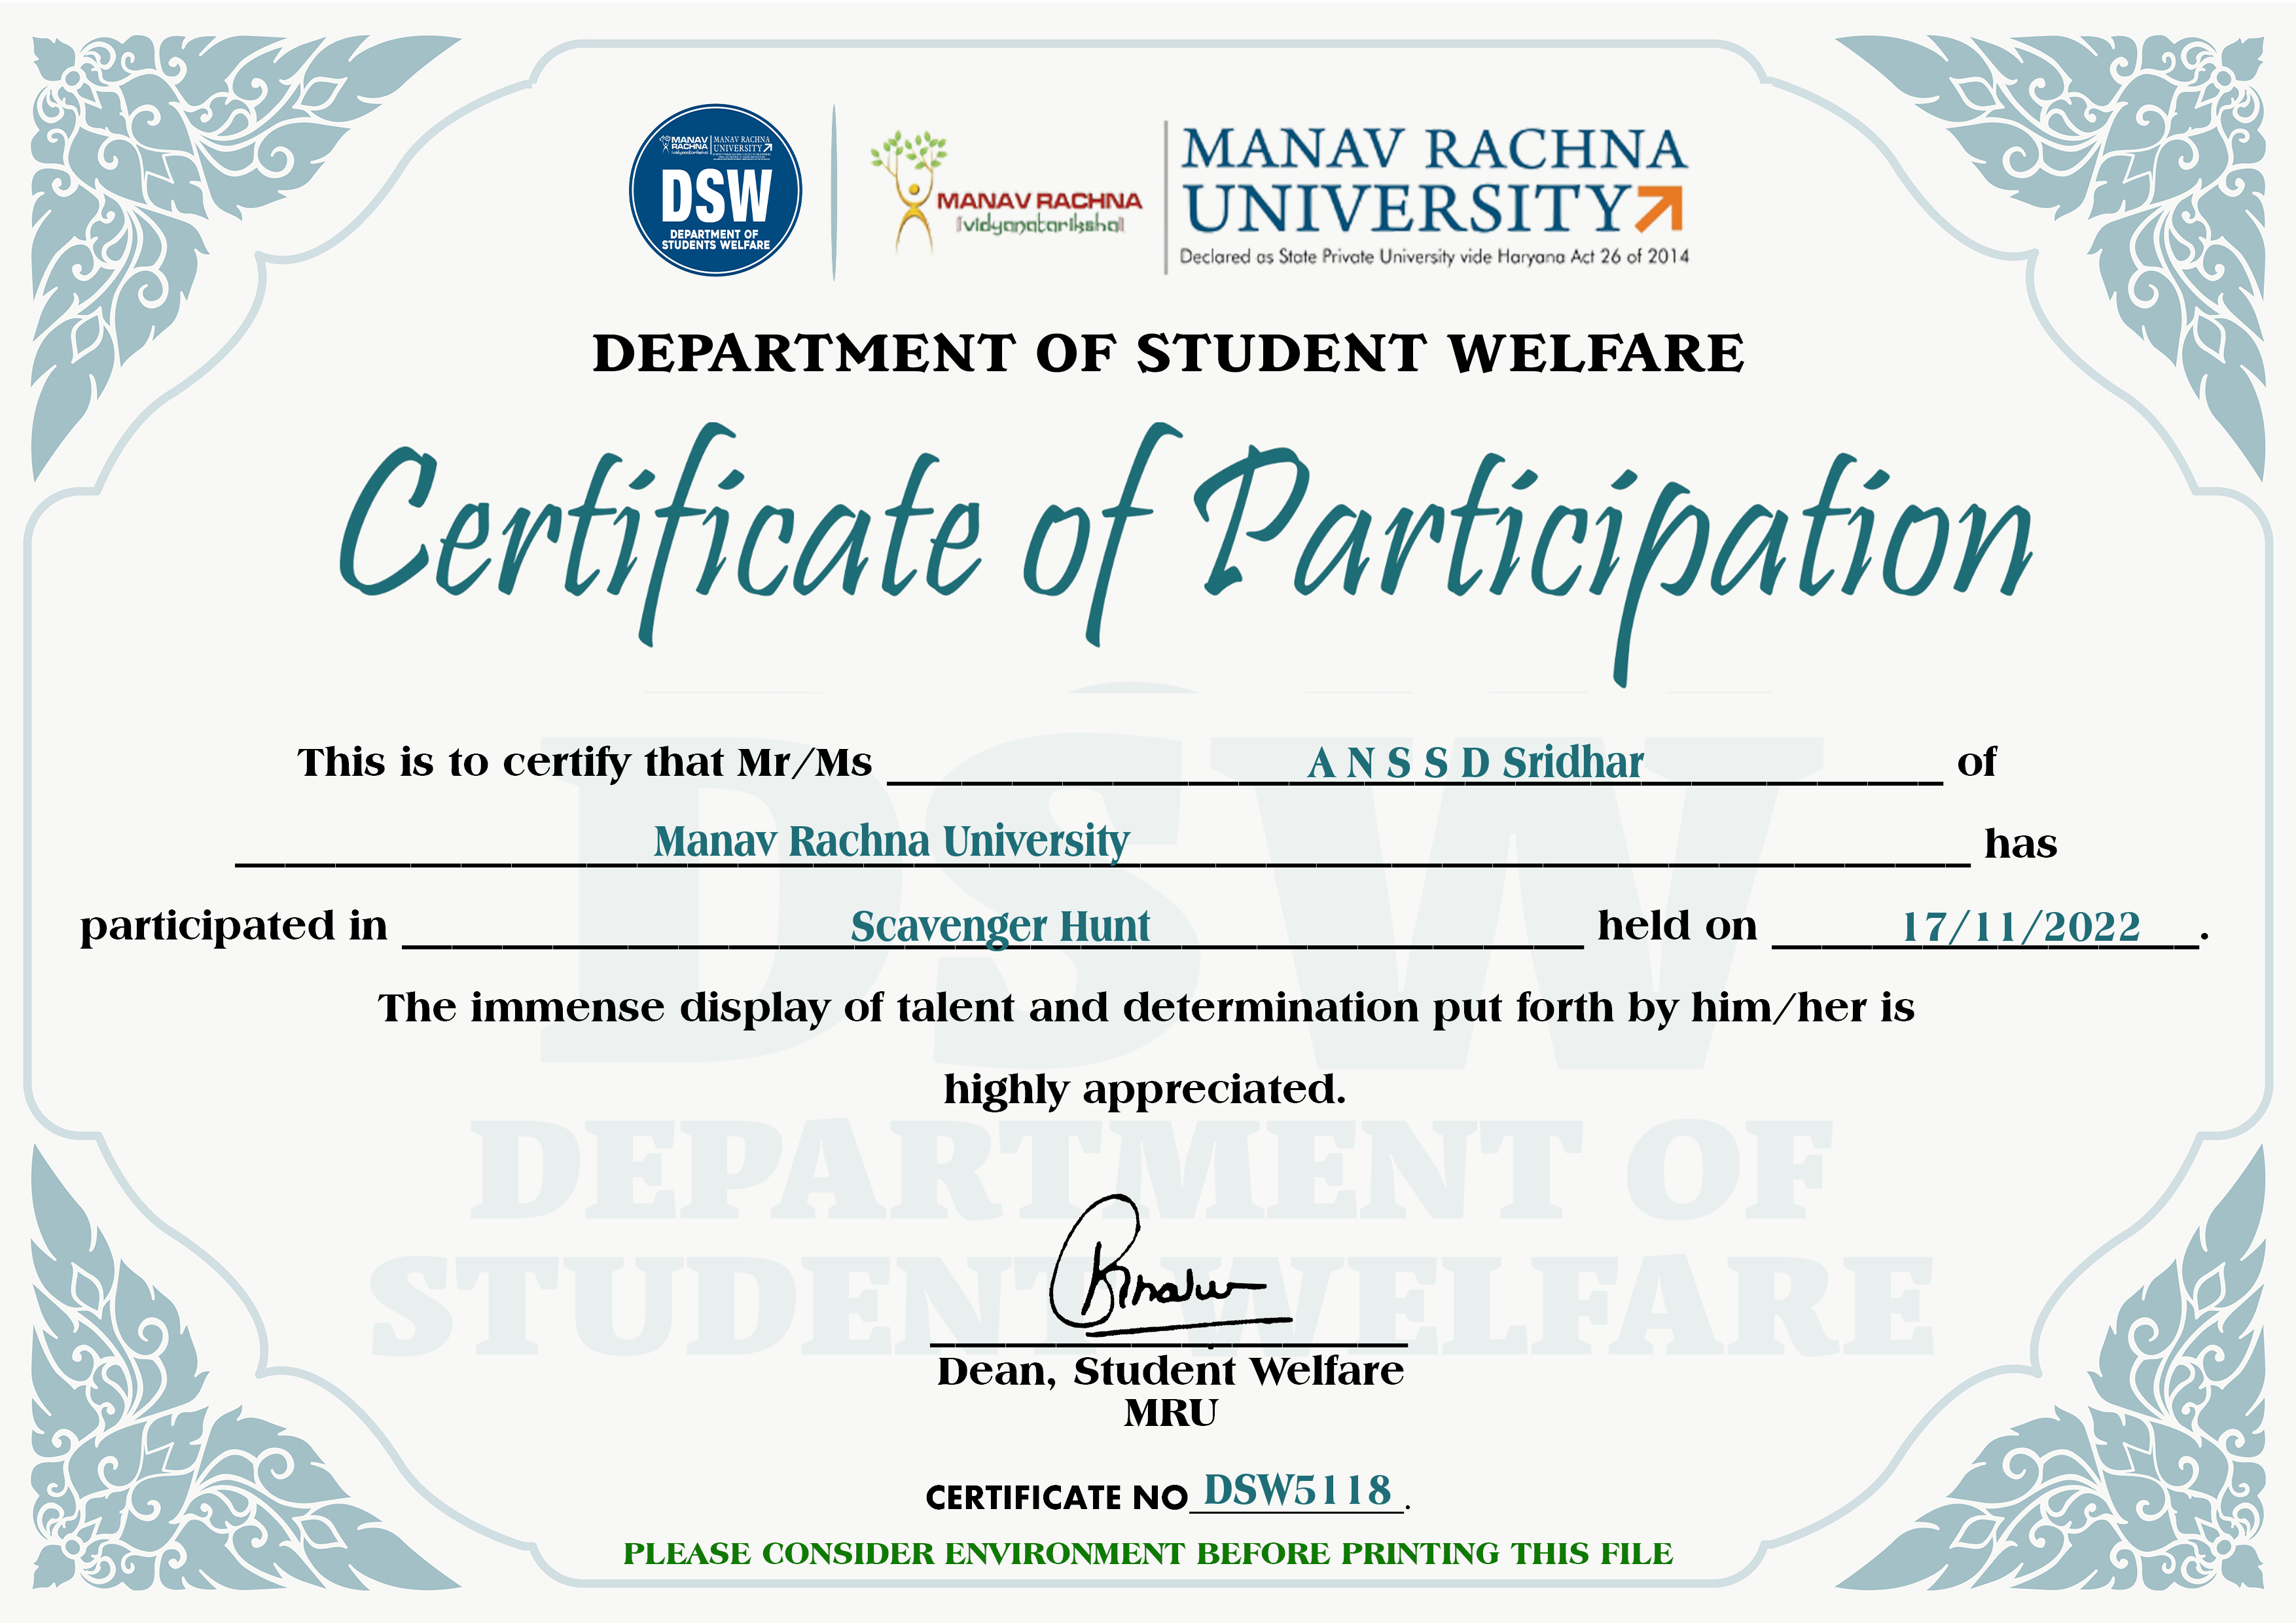 MANAV RACHNA
vidyanatariksha
MANAV RACHNA
UNIVERSITY
DSW
DEPARTMENT OF
STUDENTS WELFARE
MANAV RACHNA
vidyanatariksha
MANAV RACHNA
UNIVERSITY
Declared as State Private University vide Haryana Act 26 of 2014
DEPARTMENT OF STUDENT WELFARE
Certificate of Participation
This is to certify that Mr/Ms A N S S D Sridhar of
Manav Rachna University has
participated in Scavenger Hunt held on 17/11/2022.
The immense display of talent and determination put forth by him/her is
highly appreciated.
DSW
DEPARTMENT OF
STUDENT WELFARE
Dean, Student Welfare
MRU
CERTIFICATE NO DSW5118.
PLEASE CONSIDER ENVIRONMENT BEFORE PRINTING THIS FILE